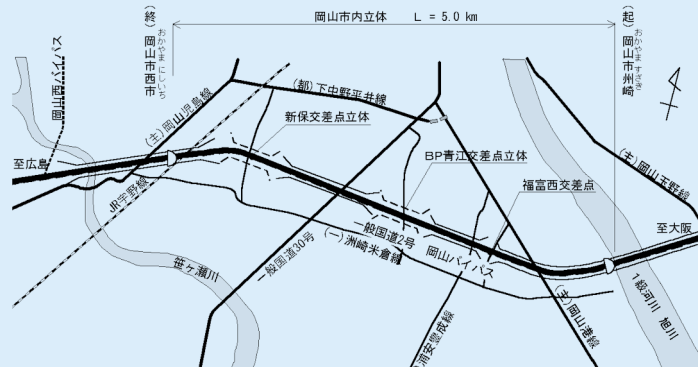 岡山市内立体 L = 5.0 km
(終) 岡山市西市
おかやま にしいち
(起) 岡山市州崎
おかやま すざき
岡山西バイパス
(主)岡山児島線
(都)下中野平井線
新保交差点立体
BP青江交差点立体
福富西交差点
(主)岡山玉野線
至広島
至大阪
JR宇野線
一般国道2号
岡山バイパス
(一)洲崎米倉線
一般国道30号
笹ヶ瀬川
浦安豊成線
(主)岡山港線
1級河川 旭川